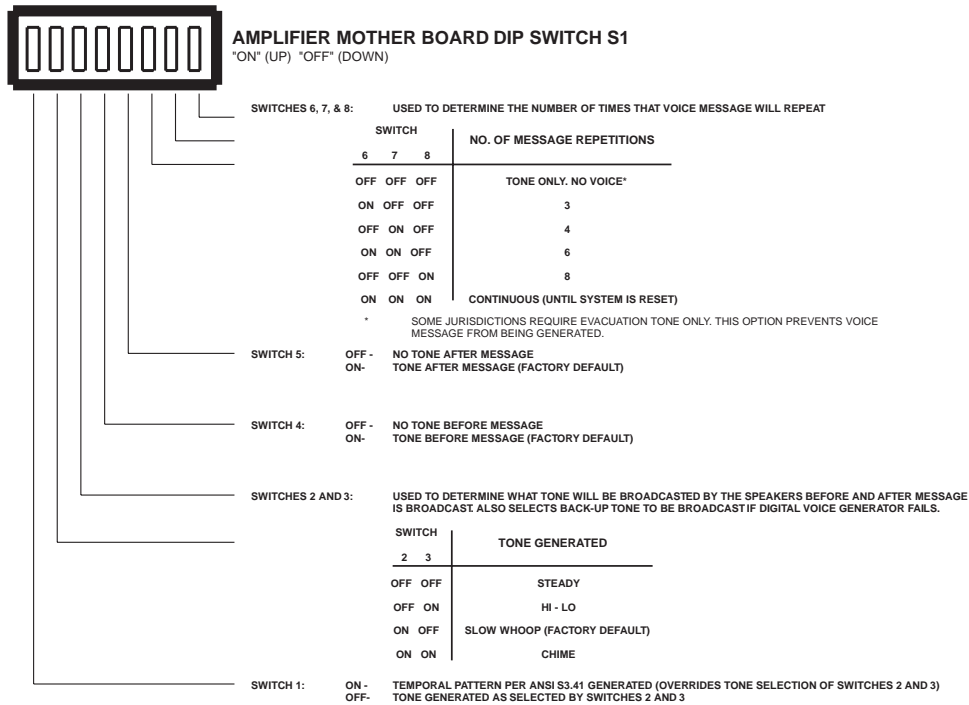 AMPLIFIER MOTHER BOARD DIP SWITCH S1
"ON" (UP) "OFF" (DOWN)
SWITCHES 6, 7, & 8: USED TO DETERMINE THE NUMBER OF TIMES THAT VOICE MESSAGE WILL REPEAT
SWITCH NO. OF MESSAGE REPETITIONS
6 7 8
OFF OFF OFF TONE ONLY. NO VOICE*
ON OFF OFF 3
OFF ON OFF 4
ON ON OFF 6
OFF OFF ON 8
ON ON ON CONTINUOUS (UNTIL SYSTEM IS RESET)
* SOME JURISDICTIONS REQUIRE EVACUATION TONE ONLY. THIS OPTION PREVENTS VOICE
MESSAGE FROM BEING GENERATED.
SWITCH 5: OFF - NO TONE AFTER MESSAGE
ON- TONE AFTER MESSAGE (FACTORY DEFAULT)
SWITCH 4: OFF - NO TONE BEFORE MESSAGE
ON- TONE BEFORE MESSAGE (FACTORY DEFAULT)
SWITCHES 2 AND 3: USED TO DETERMINE WHAT TONE WILL BE BROADCASTED BY THE SPEAKERS BEFORE AND AFTER MESSAGE
IS BROADCAST. ALSO SELECTS BACK-UP TONE TO BE BROADCAST IF DIGITAL VOICE GENERATOR FAILS.
SWITCH TONE GENERATED
2 3
OFF OFF STEADY
OFF ON HI - LO
ON OFF SLOW WHOOP (FACTORY DEFAULT)
ON ON CHIME
SWITCH 1: ON - TEMPORAL PATTERN PER ANSI S3.41 GENERATED (OVERRIDES TONE SELECTION OF SWITCHES 2 AND 3)
OFF- TONE GENERATED AS SELECTED BY SWITCHES 2 AND 3